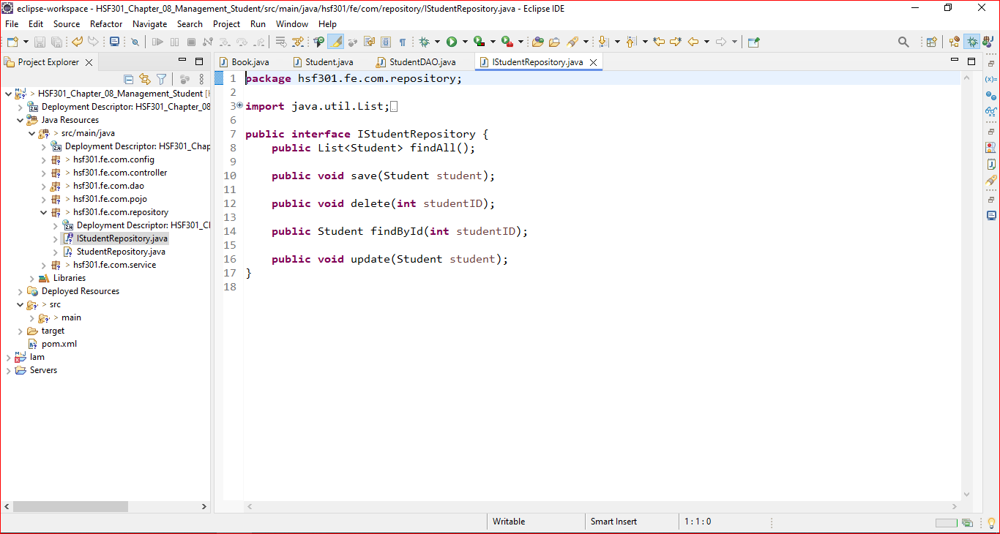 eclipse-workspace - HSF301_Chapter_08_Management_Student/src/main/java/hsf301/fe/com/repository/IStudentRepository.java - Eclipse IDE
File Edit Source Refactor Navigate Search Project Run Window Help
Project Explorer
Book.java Student.java StudentDAO.java IStudentRepository.java
> HSF301_Chapter_08_Management_Student [
Deployment Descriptor: HSF301_Chapter_08
Java Resources
> src/main/java
Deployment Descriptor: HSF301_Chap
> hsf301.fe.com.config
> hsf301.fe.com.controller
> hsf301.fe.com.dao
> hsf301.fe.com.pojo
> hsf301.fe.com.repository
Deployment Descriptor: HSF301_Cl
IStudentRepository.java
StudentRepository.java
> hsf301.fe.com.service
Libraries
Deployed Resources
> src
> main
target
pom.xml
Servers
1 package hsf301.fe.com.repository;
2
3 import java.util.List;
6
7 public interface IStudentRepository {
8 public List<Student> findAll();
9
10 public void save(Student student);
11
12 public void delete(int studentID);
13
14 public Student findById(int studentID);
15
16 public void update(Student student);
17 }
18
Writable Smart Insert 1 : 1 : 0